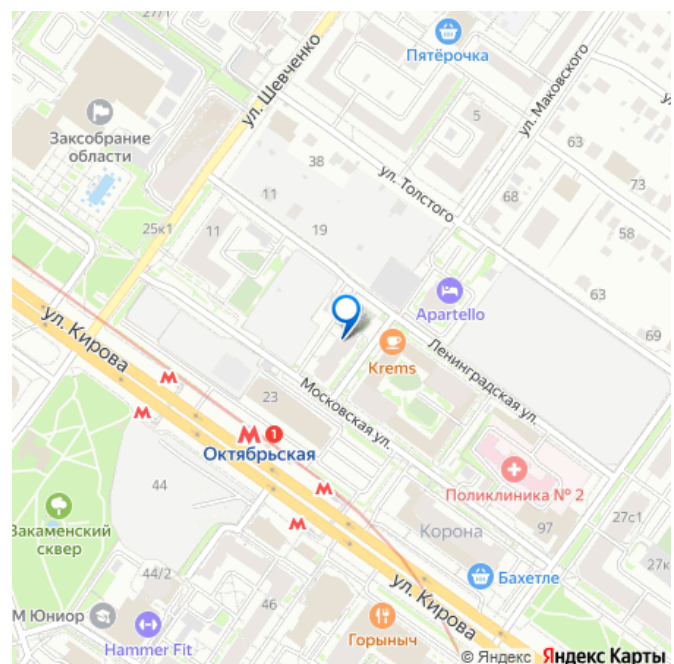 27/1
Пятёрочка
ул. Шевченко
ул. Маковского
5
Заксобрание
области
63
38
ул. Толстого
73
68
11
19
25к1
11
58
Apartello
63
69
ул. Кирова
Krems
Ленинградская ул.
Московская ул.
23
1
Октябрьская
44
Поликлиника № 2
Закаменский
сквер
Корона
97
27с1
44/2
Бахетле
27к
ул. Кирова
46
М Юниор
Hammer Fit
Горыныч
© Яндекс Яндекс Карты